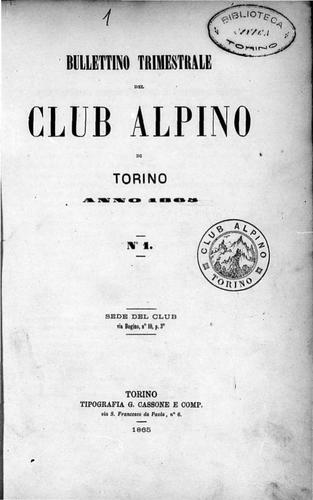 1
BIBLIOTECA
CIVICA
TORINO
BULLETTINO TRIMESTRALE
DEL
CLUB ALPINO
DI
TORINO
ANNO 1865
N° 1.
CLUB ALPINO
TORINO
SEDE DEL CLUB
via Bogino, n° 10, p. 3°
TORINO
TIPOGRAFIA G. CASSONE E COMP.
via S. Francesco da Paola, n° 6.
1865